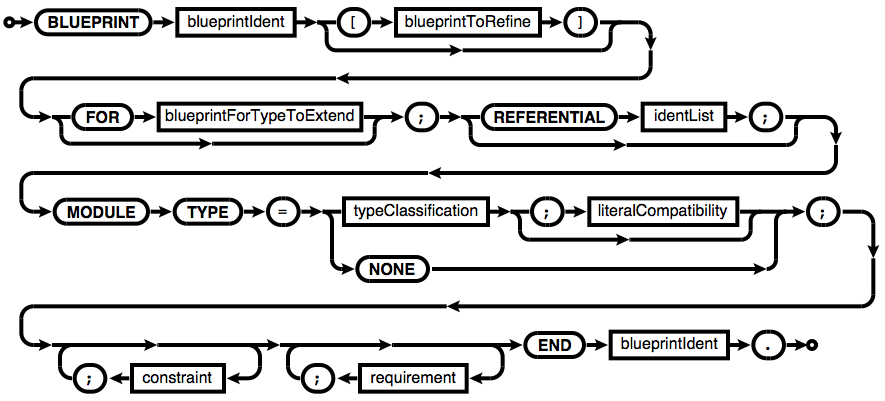 BLUEPRINT blueprintIdent [ blueprintToRefine ]
FOR blueprintForTypeToExtend ; REFERENTIAL identList ;
MODULE TYPE = typeClassification ; literalCompatibility ;
NONE
END blueprintIdent .
; constraint ; requirement